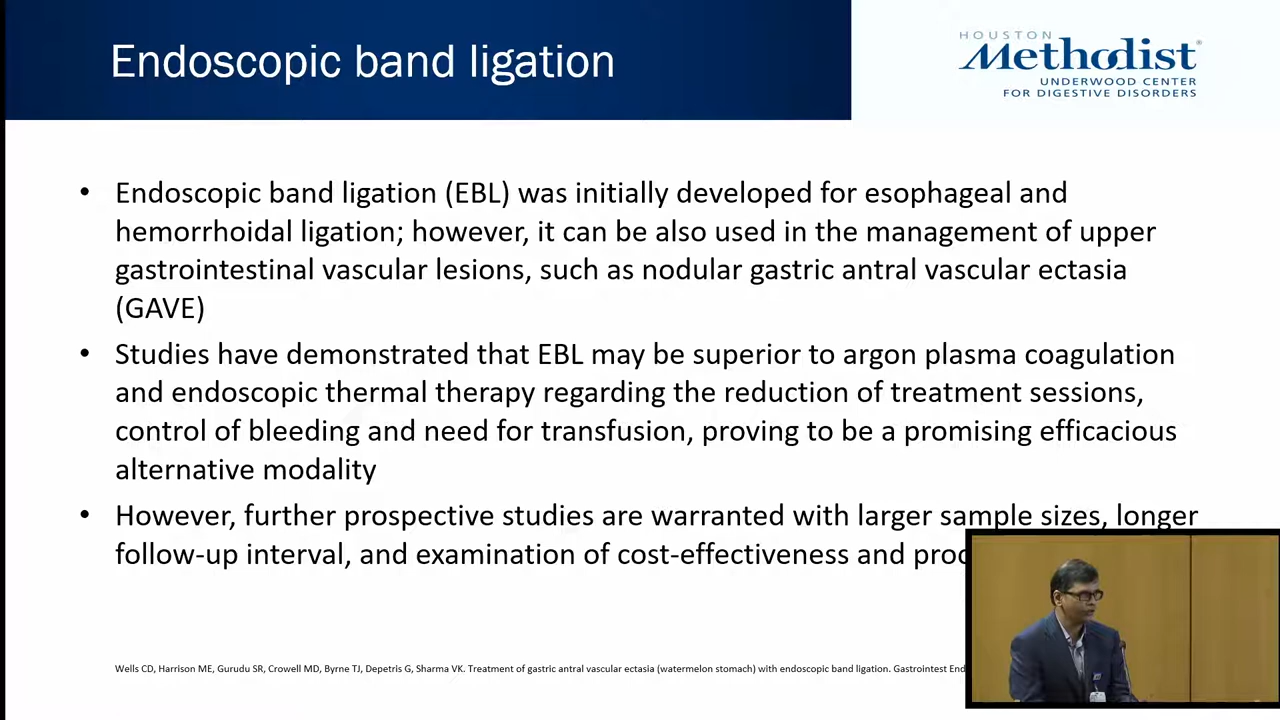 Endoscopic band ligation
HOUSTON
Methodist
UNDERWOOD CENTER
FOR DIGESTIVE DISORDERS
• Endoscopic band ligation (EBL) was initially developed for esophageal and
hemorrhoidal ligation; however, it can be also used in the management of upper
gastrointestinal vascular lesions, such as nodular gastric antral vascular ectasia
(GAVE)
• Studies have demonstrated that EBL may be superior to argon plasma coagulation
and endoscopic thermal therapy regarding the reduction of treatment sessions,
control of bleeding and need for transfusion, proving to be a promising efficacious
alternative modality
• However, further prospective studies are warranted with larger sample sizes, longer
follow-up interval, and examination of cost-effectiveness and
Wells CD, Harrison ME, Gurudu SR, Crowell MD, Byrne TJ, Depetris G, Sharma VK. Treatment of gastric antral vascular ectasia (watermelon stomach) with endoscopic band ligation. Gastrointest